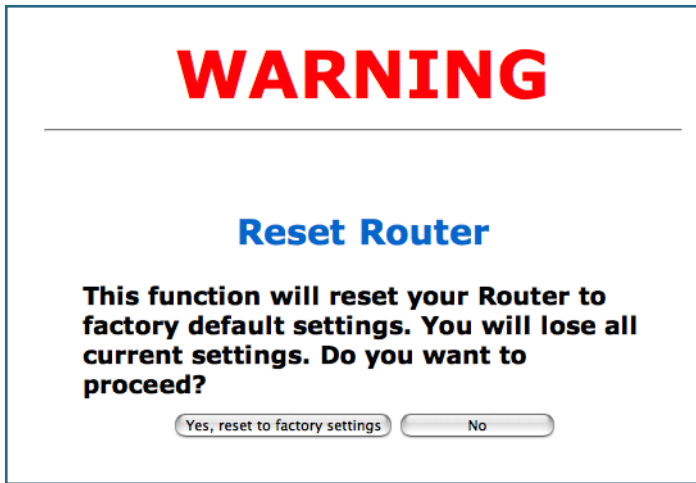 WARNING
Reset Router
This function will reset your Router to
factory default settings. You will lose all
current settings. Do you want to
proceed?
Yes, reset to factory settings No